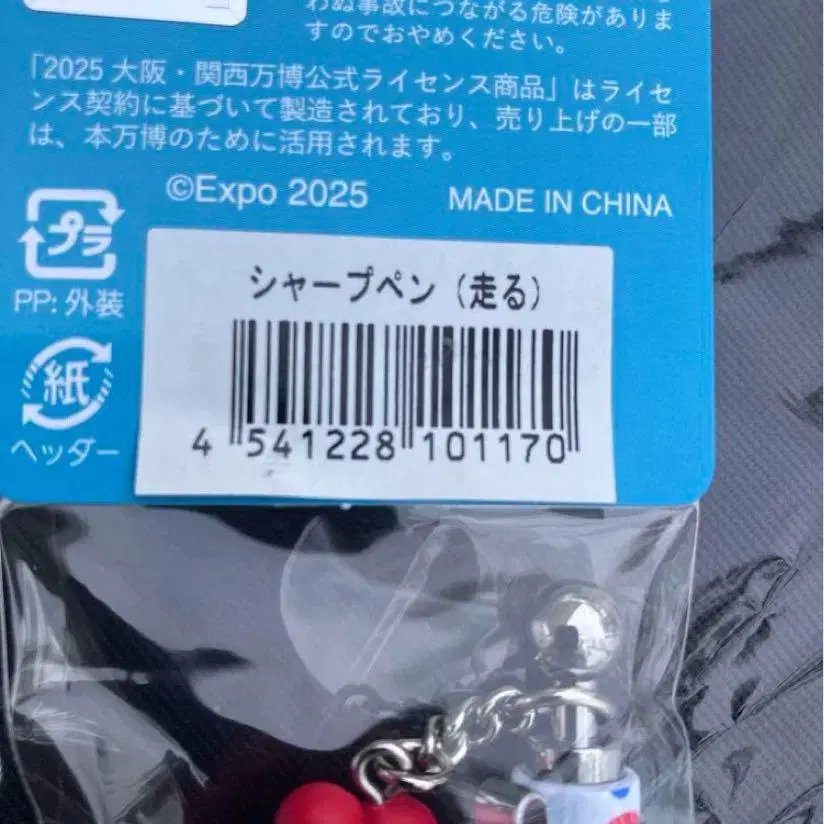 わぬ事故につながる危険がありま
すのでおやめください。
「2025 大阪・関西万博公式ライセンス商品」はライセ
ンス契約に基づいて製造されており、売り上げの一部
は、本万博のために活用されます。
©Expo 2025 MADE IN CHINA
プラ
PP: 外装
紙
ヘッダー
シャープペン（走る）
4 541228 101170